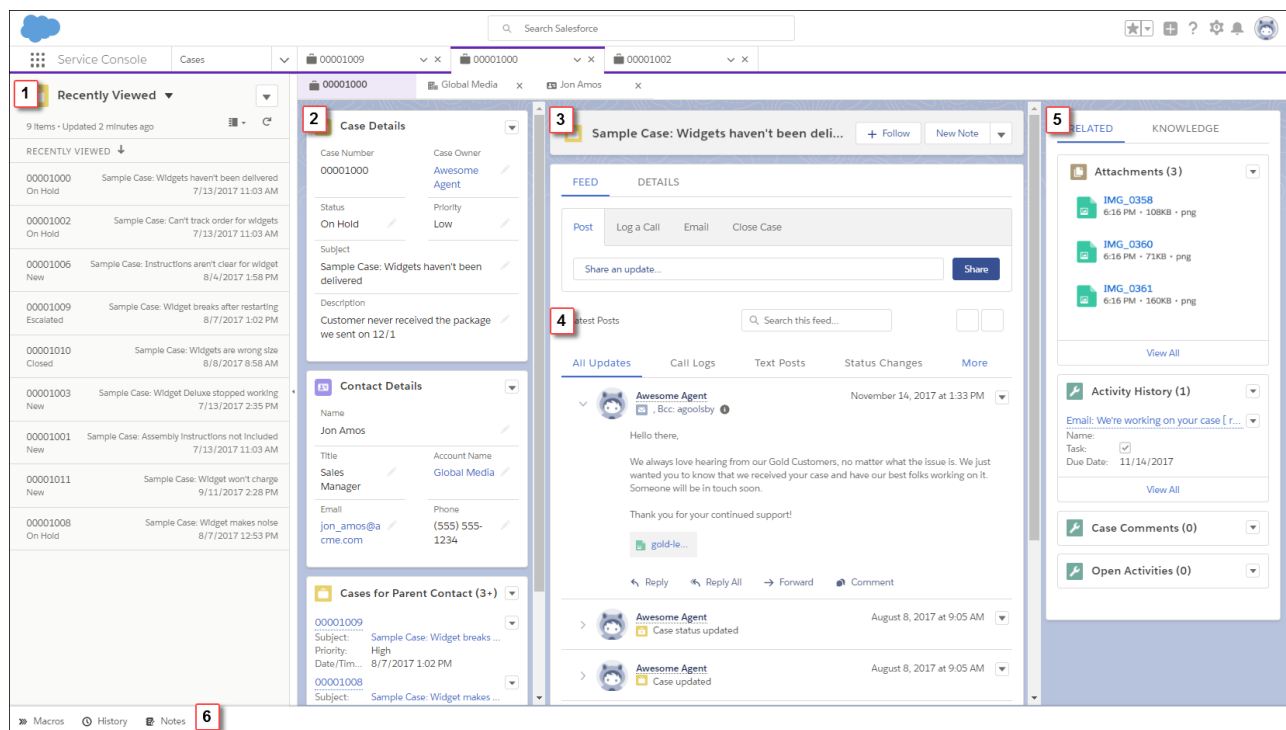 Search Salesforce
Service Console
Cases
00001009
00001000
00001002
1
Recently Viewed
9 Items • Updated 2 minutes ago
RECENTLY VIEWED
00001000 Sample Case: Widgets haven't been delivered
On Hold 7/13/2017 11:03 AM
00001002 Sample Case: Can't track order for widgets
On Hold 7/13/2017 11:03 AM
00001006 Sample Case: Instructions aren't clear for widget
New 8/4/2017 1:58 PM
00001009 Sample Case: Widget breaks after restarting
Escalated 8/7/2017 1:02 PM
00001010 Sample Case: Widgets are wrong size
Closed 8/8/2017 8:58 AM
00001003 Sample Case: Widget Deluxe stopped working
New 7/13/2017 2:35 PM
00001001 Sample Case: Assembly Instructions not Included
New 7/13/2017 11:03 AM
00001011 Sample Case: Widget won't charge
New 9/11/2017 2:28 PM
00001008 Sample Case: Widget makes noise
On Hold 8/7/2017 12:53 PM
00001000
Global Media
Jon Amos
2
Case Details
Case Number Case Owner
00001000 Awesome
Agent
Status Priority
On Hold Low
Subject
Sample Case: Widgets haven't been
delivered
Description
Customer never received the package
we sent on 12/1
Contact Details
Name
Jon Amos
Title Account Name
Sales Global Media
Manager
Email Phone
jon_amos@a (555) 555-
cme.com 1234
Cases for Parent Contact (3+)
00001009
Subject: Sample Case: Widget breaks ...
Priority: High
Date/Tim... 8/7/2017 1:02 PM
00001008
Subject: Sample Case: Widget makes ...
3
Sample Case: Widgets haven't been deli...
+ Follow
New Note
FEED DETAILS
Post Log a Call Email Close Case
Share an update...
Share
4
atest Posts
Search this feed...
All Updates Call Logs Text Posts Status Changes More
Awesome Agent November 14, 2017 at 1:33 PM
, Bcc: agoolsby
Hello there,
We always love hearing from our Gold Customers, no matter what the issue is. We just
wanted you to know that we received your case and have our best folks working on it.
Someone will be in touch soon.
Thank you for your continued support!
gold-le...
Reply Reply All Forward Comment
Awesome Agent August 8, 2017 at 9:05 AM
Case status updated
Awesome Agent August 8, 2017 at 9:05 AM
Case updated
5
RELATED KNOWLEDGE
Attachments (3)
IMG_0358
6:16 PM • 108KB • png
IMG_0360
6:16 PM • 71KB • png
IMG_0361
6:16 PM • 160KB • png
View All
Activity History (1)
Email: We're working on your case [ r...
Name:
Task:
Due Date: 11/14/2017
View All
Case Comments (0)
Open Activities (0)
Macros History Notes
6